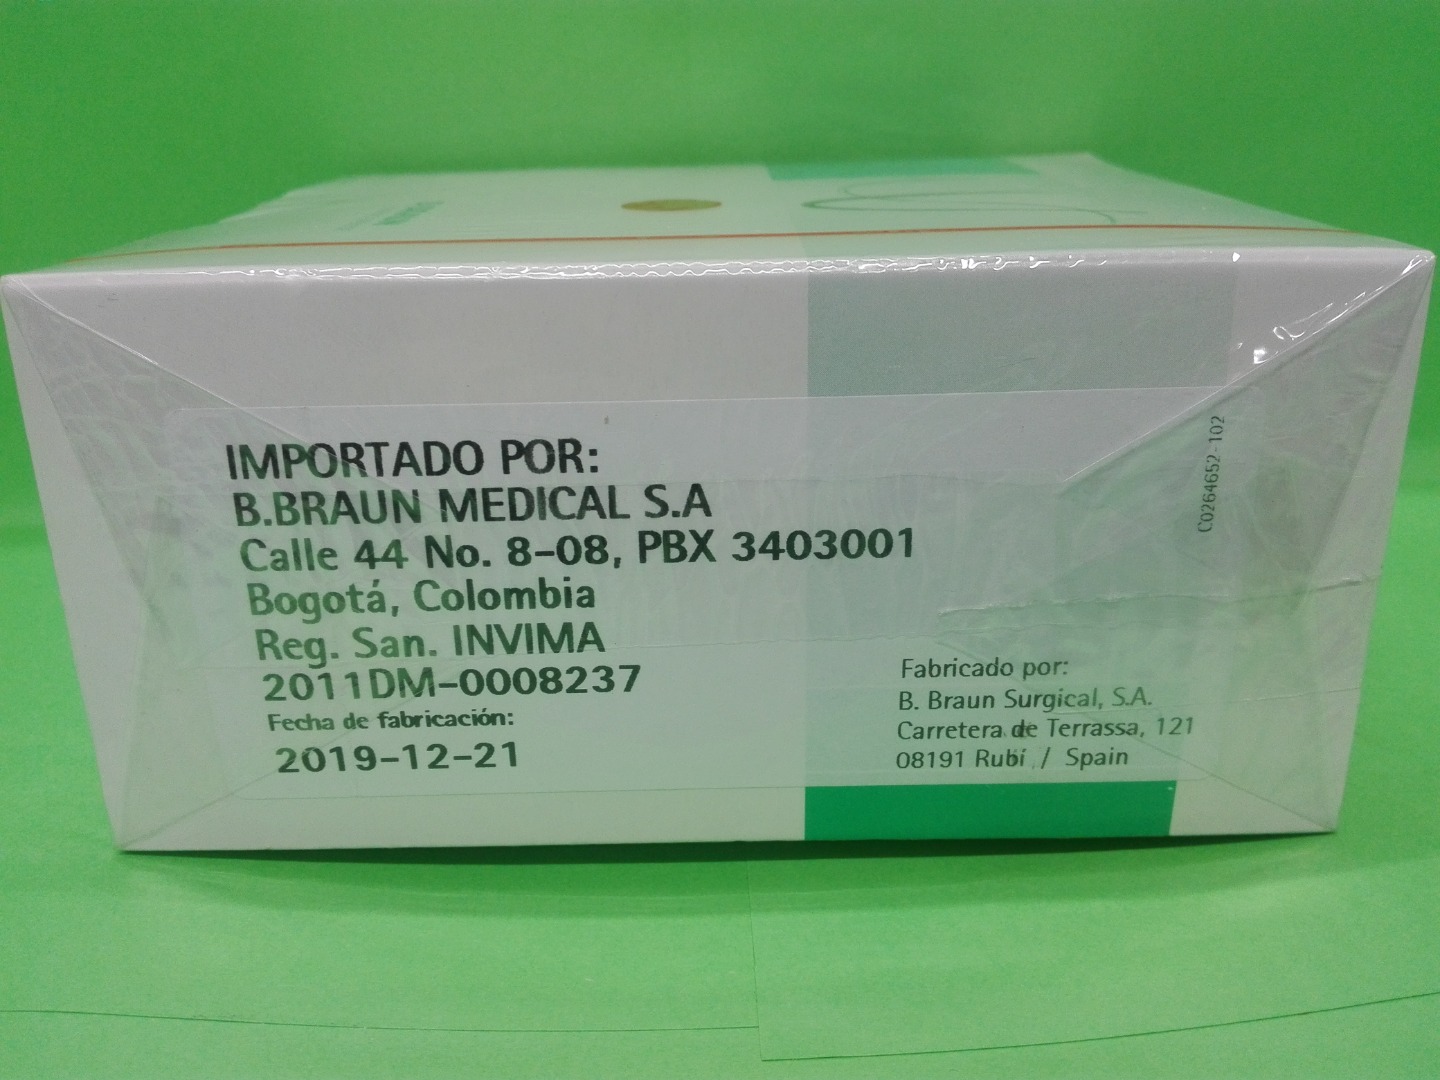 IMPORTADO POR:
B.BRAUN MEDICAL S.A
Calle 44 No. 8-08, PBX 3403001
Bogotá, Colombia
Reg. San. INVIMA
2011DM-0008237
Fecha de fabricación:
2019-12-21
Fabricado por:
B. Braun Surgical, S.A.
Carretera de Terrassa, 121
08191 Rubí / Spain
C0264652-102